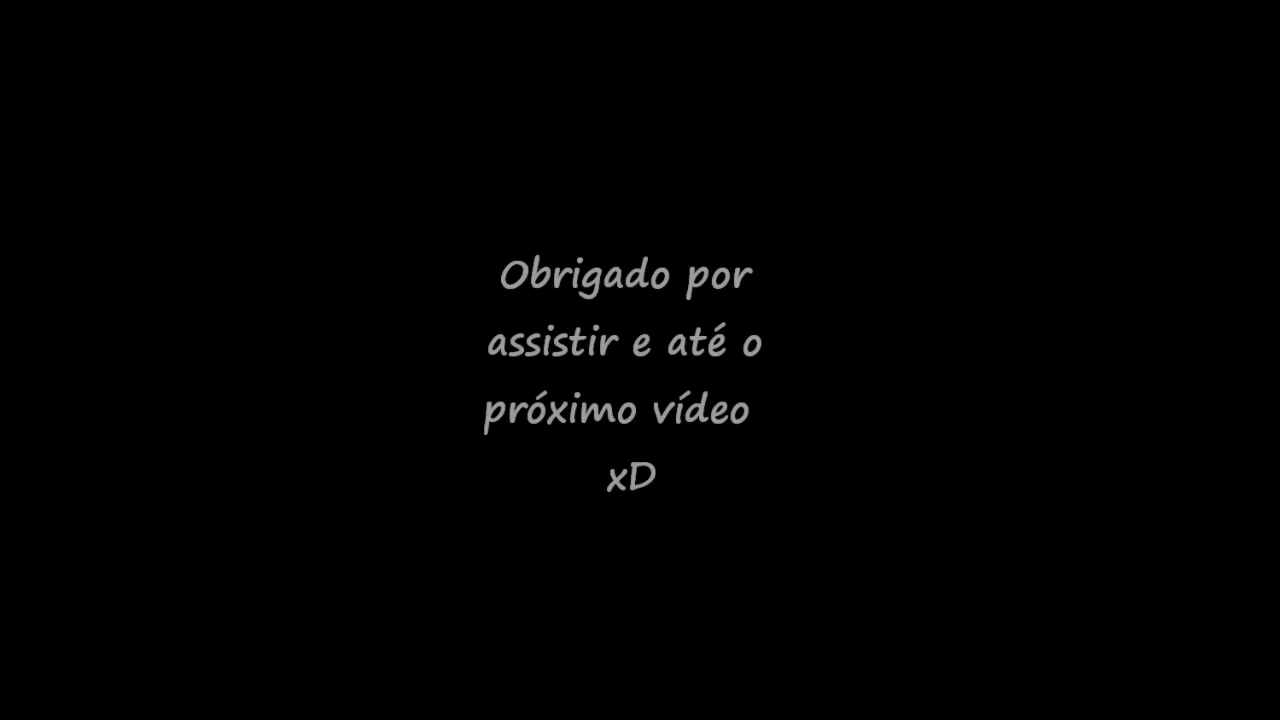 Obrigado por
assistir e até o
próximo vídeo
xD